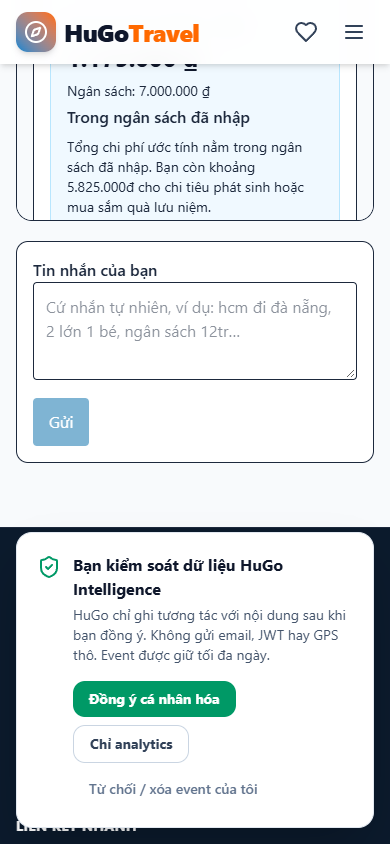 HuGoTravel
Ngân sách: 7.000.000 ₫
Trong ngân sách đã nhập
Tổng chi phí ước tính nằm trong ngân
sách đã nhập. Bạn còn khoảng
5.825.000đ cho chi tiêu phát sinh hoặc
mua sắm quà lưu niệm.
Tin nhắn của bạn
Cứ nhắn tự nhiên, ví dụ: hcm đi đà nẵng,
2 lớn 1 bé, ngân sách 12tr...
Gửi
Bạn kiểm soát dữ liệu HuGo
Intelligence
HuGo chỉ ghi tương tác với nội dung sau khi
bạn đồng ý. Không gửi email, JWT hay GPS
thô. Event được giữ tối đa ngày.
Đồng ý cá nhân hóa
Chỉ analytics
Từ chối / xóa event của tôi
LIÊN KẾT NHANH